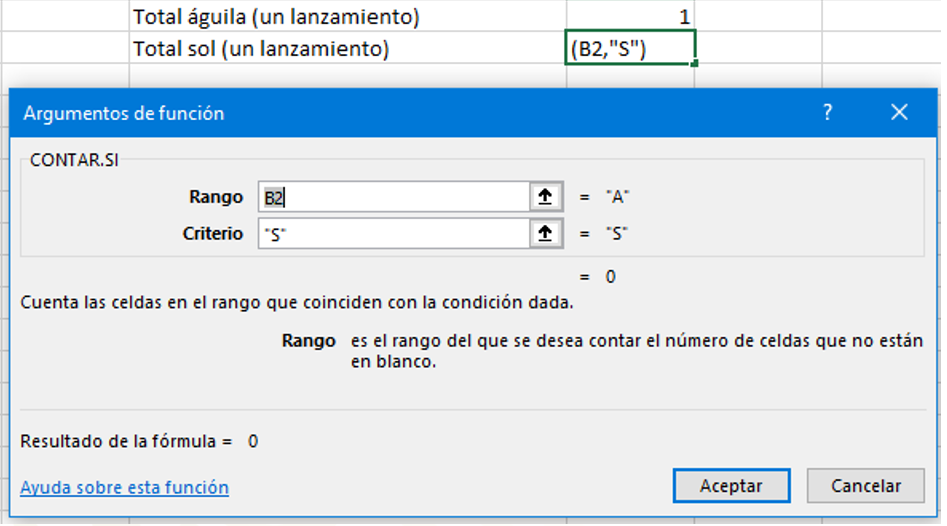 Total águila (un lanzamiento) 1
Total sol (un lanzamiento) (B2,"S")
Argumentos de función ?
CONTAR.SI
Rango B2 = "A"
Criterio "S" = "S"
= 0
Cuenta las celdas en el rango que coinciden con la condición dada.
Rango es el rango del que se desea contar el número de celdas que no están
en blanco.
Resultado de la fórmula = 0
Ayuda sobre esta función Aceptar Cancelar